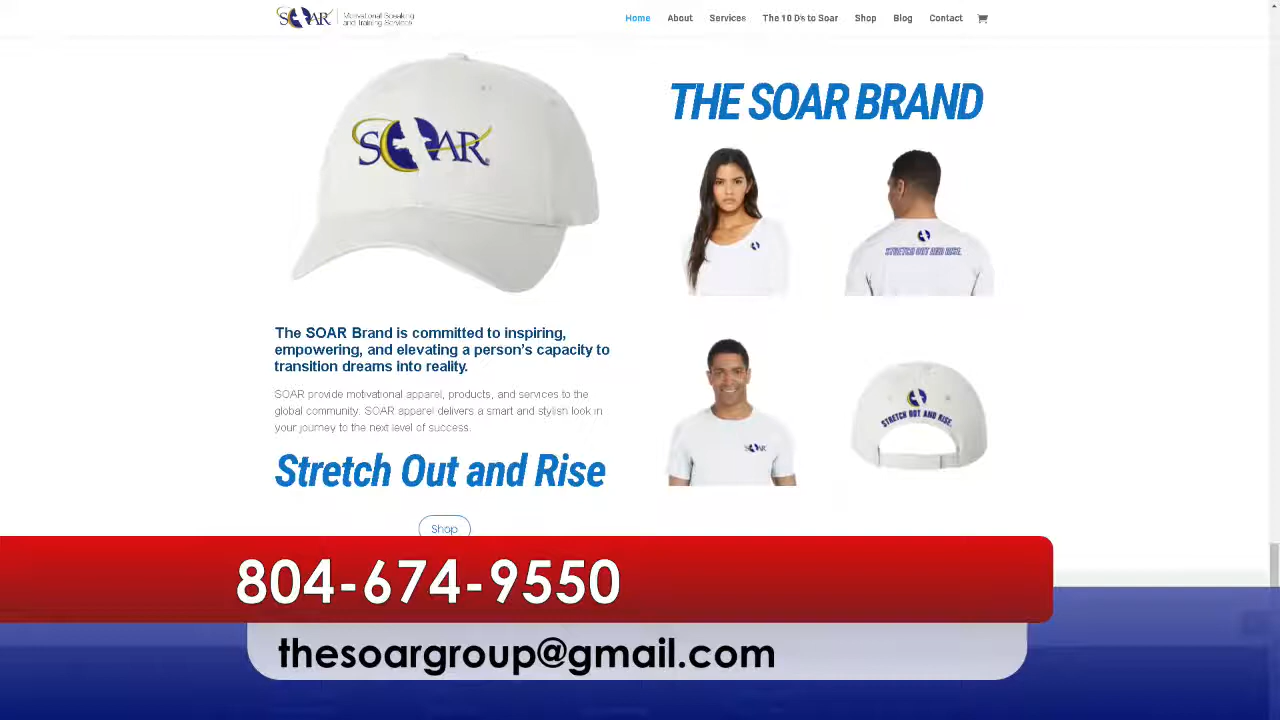 SOAR
Motivational Speaking
and Training Services
Home About Services The 10 D's to Soar Shop Blog Contact
SOAR
THE SOAR BRAND
STRETCH OUT AND RISE.
The SOAR Brand is committed to inspiring,
empowering, and elevating a person's capacity to
transition dreams into reality.
SOAR provide motivational apparel, products, and services to the
global community. SOAR apparel delivers a smart and stylish look in
your journey to the next level of success.
SOAR
STRETCH OUT AND RISE.
Stretch Out and Rise
Shop
804-674-9550
thesoargroup@gmail.com